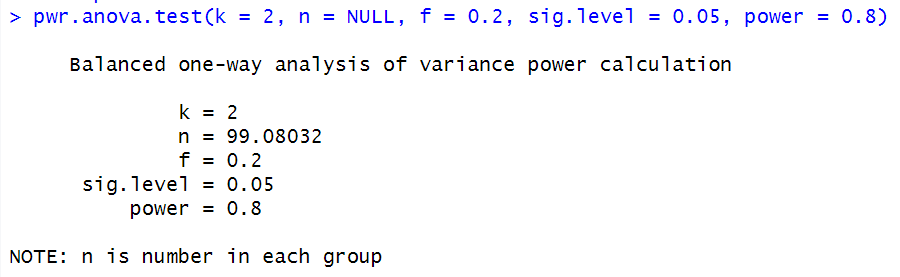 > pwr.anova.test(k = 2, n = NULL, f = 0.2, sig.level = 0.05, power = 0.8)
Balanced one-way analysis of variance power calculation
k = 2
n = 99.08032
f = 0.2
sig.level = 0.05
power = 0.8
NOTE: n is number in each group